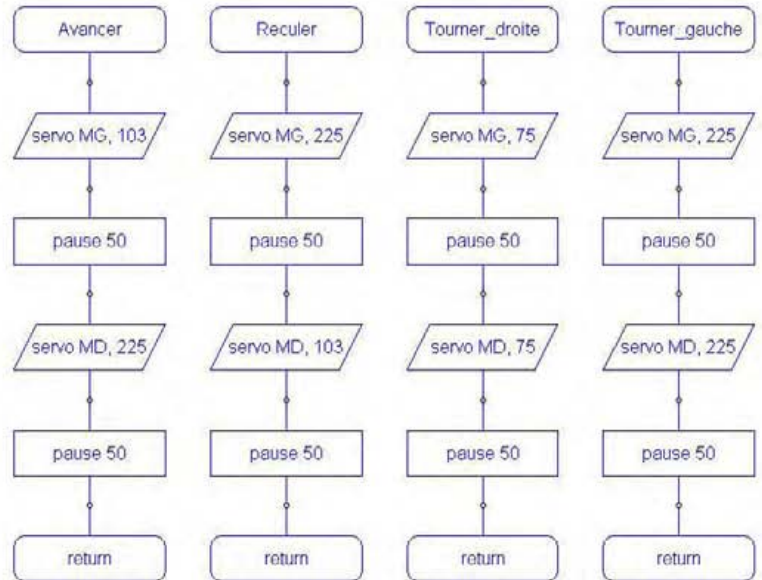 Avancer
servo MG, 103
pause 50
servo MD, 225
pause 50
return
Reculer
servo MG, 225
pause 50
servo MD, 103
pause 50
return
Tourner_droite
servo MG, 75
pause 50
servo MD, 75
pause 50
return
Tourner_gauche
servo MG, 225
pause 50
servo MD, 225
pause 50
return